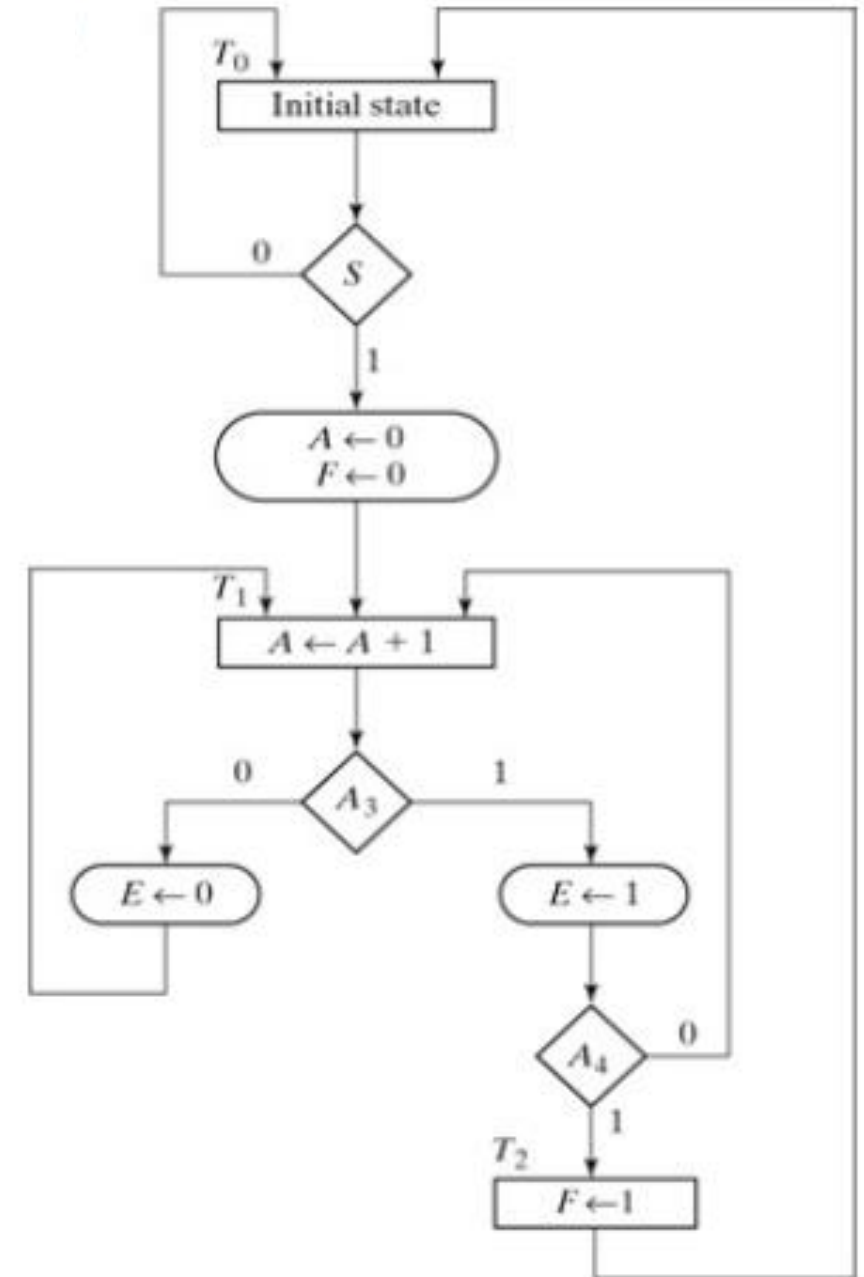 T₀
Initial state
0
S
1
A ← 0
F ← 0
T₁
A ← A + 1
0
1
A₃
E ← 0
E ← 1
0
A₄
1
T₂
F ← 1